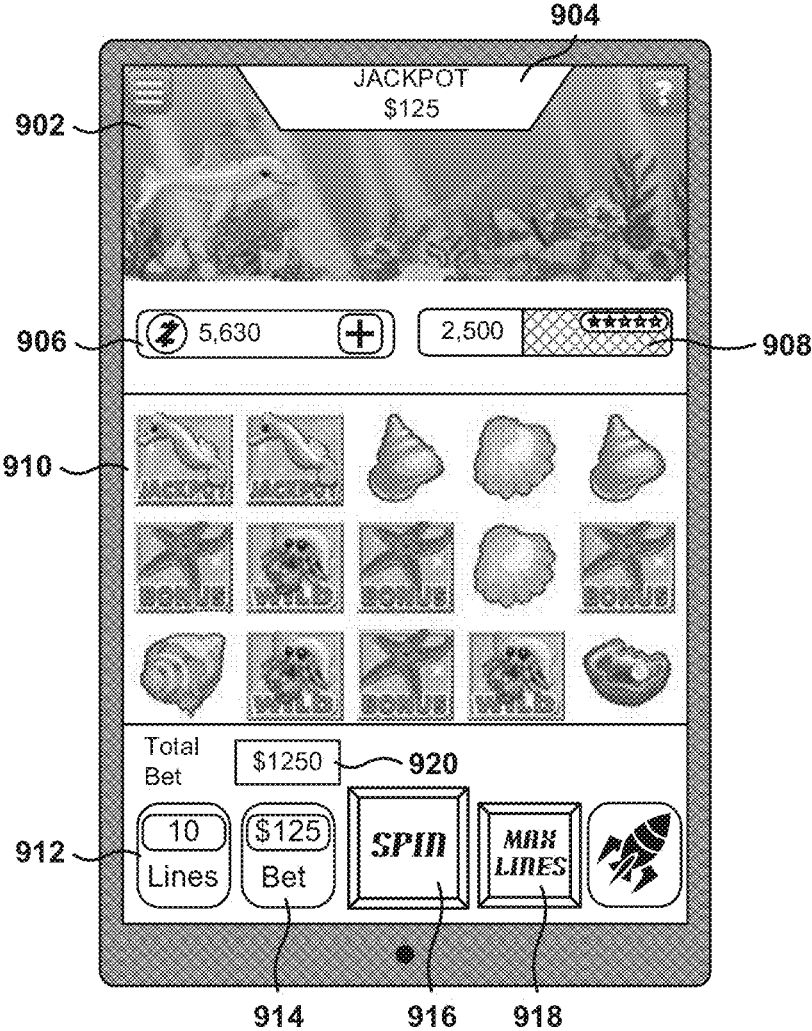 904
JACKPOT
$125
?
902
906
5,630
+
2,500
908
910
JACKPOT JACKPOT
BONUS WILD BONUS BONUS
WILD BONUS WILD
Total
Bet
$1250
920
912
10
Lines
$125
Bet
SPIN
MAX
LINES
914
916
918